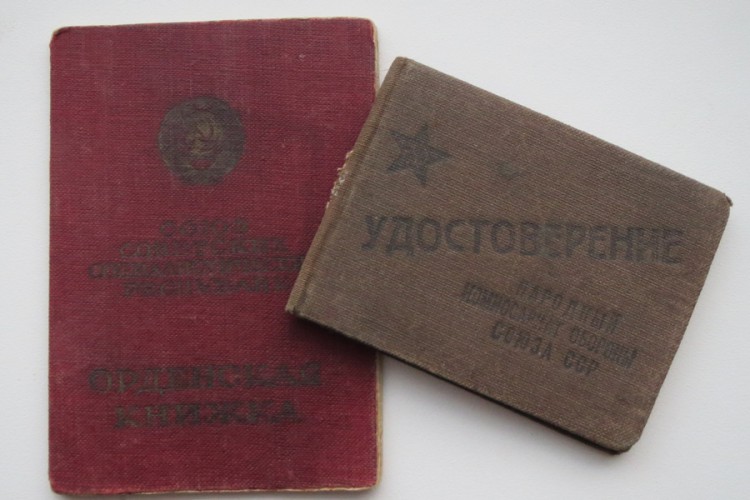 СОЮЗ
СОВЕТСКИХ
СОЦИАЛИСТИЧЕСКИХ
РЕСПУБЛИК
ОРДЕНСКАЯ
КНИЖКА
УДОСТОВЕРЕНИЕ
НАРОДНЫЙ
КОМИССАРИАТ ОБОРОНЫ
СОЮЗА ССР